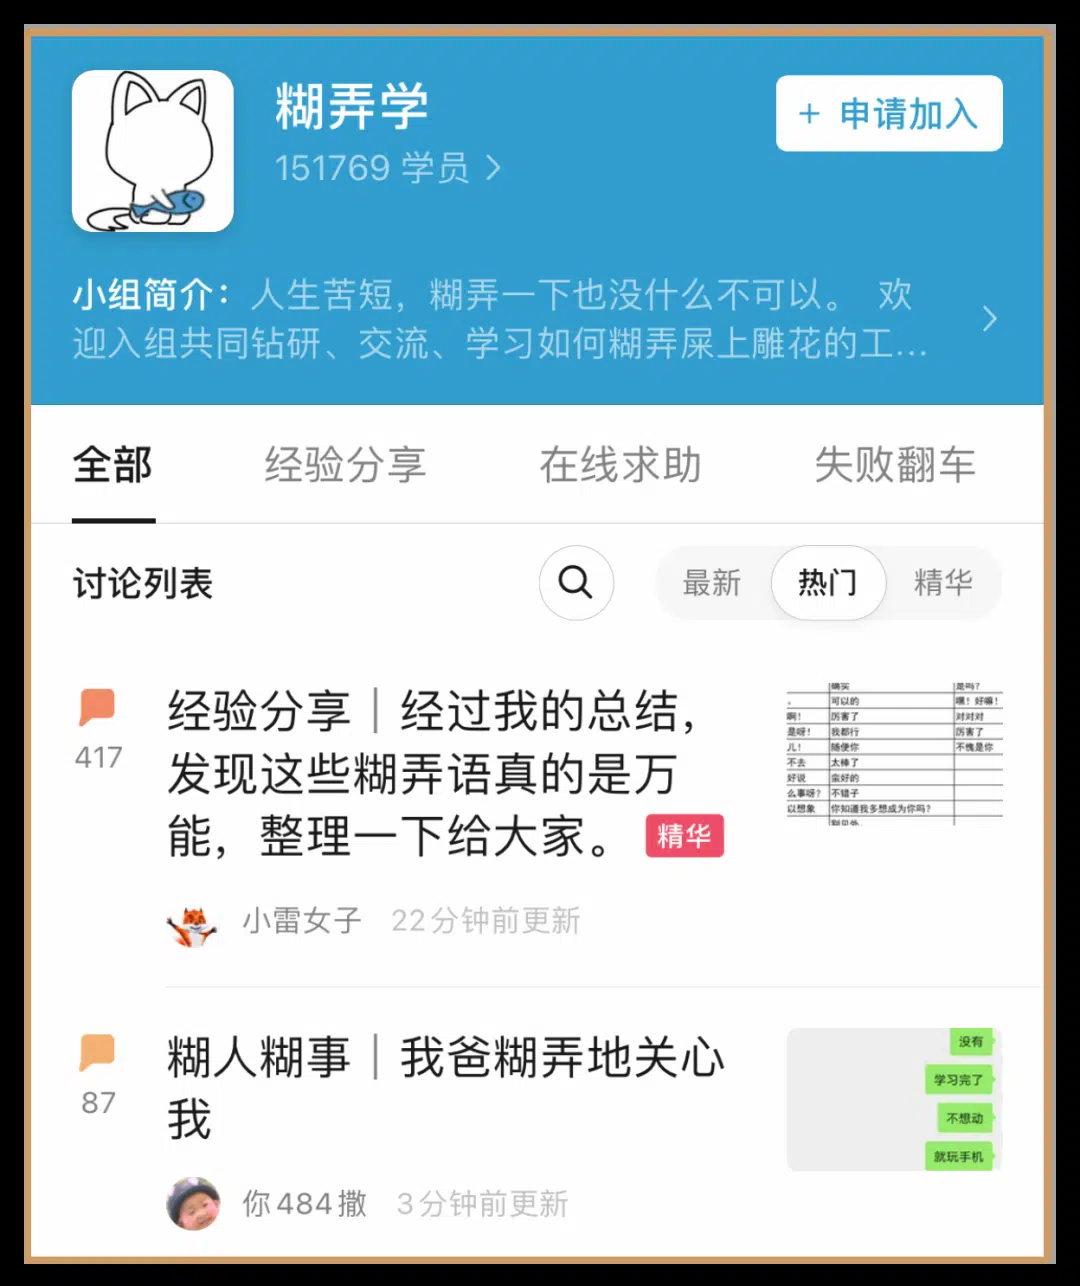 糊弄学
151769 学员 >
+ 申请加入
小组简介：人生苦短，糊弄一下也没什么不可以。 欢
迎入组共同钻研、交流、学习如何糊弄屎上雕花的工...
全部 经验分享 在线求助 失败翻车
讨论列表
最新 热门 精华
经验分享｜经过我的总结，
发现这些糊弄语真的是万
能，整理一下给大家。 精华
417
小雷女子 22分钟前更新
是吗?
可以的 嘿！好嘛！
啊! 厉害了 对对对
是呀! 我都行 厉害了
儿! 随便你 不愧是你
不去 太棒了
好说 蛮好的
么事呀? 不错子
以想象 你知道我多想成为你吗?
糊人糊事｜我爸糊弄地关心
我
87
你484撒 3分钟前更新
没有
学习完了
不想动
就玩手机